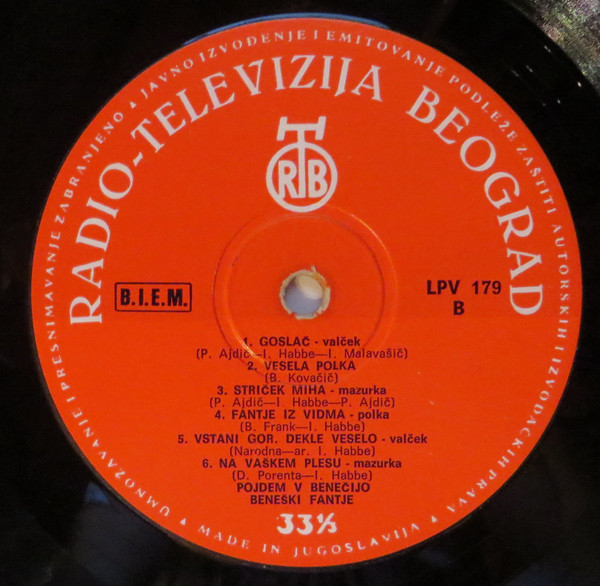 UMNOŽAVANJE I PRESNIMAVANJE ZABRANJENO ▲ JAVNO IZVOĐENJE I EMITOVANJE PODLEŽE ZAŠTITI AUTORSKIH I IZVOĐAČKIH PRAVA ▲ MADE IN JUGOSLAVIJA ▲
RADIO-TELEVIZIJA BEOGRAD
RTB
B.I.E.M.
LPV 179
B
1. GOSLAČ - valček
(P. Ajdič—I. Habbe—I. Malavašič)
2. VESELA POLKA
(B. Kovačič)
3. STRIČEK MIHA - mazurka
(P. Ajdič—I. Habbe—P. Ajdič)
4. FANTJE IZ VIDMA - polka
(B. Frank—I. Habbe)
5. VSTANI GOR, DEKLE VESELO - valček
(Narodna—ar. I. Habbe)
6. NA VAŠKEM PLESU - mazurka
(D. Porenta—I. Habbe)
POJDEM V BENEČIJO
BENEŠKI FANTJE
33⅓